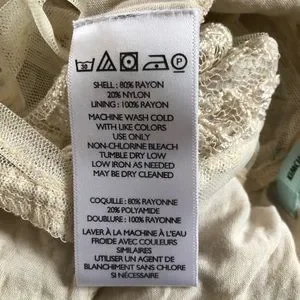 SHELL : 80% RAYON
20% NYLON
LINING : 100% RAYON
MACHINE WASH COLD
WITH LIKE COLORS
USE ONLY
NON-CHLORINE BLEACH
TUMBLE DRY LOW
LOW IRON AS NEEDED
MAY BE DRY CLEANED
COQUILLE : 80% RAYONNE
20% POLYAMIDE
DOUBLURE : 100% RAYONNE
LAVER À LA MACHINE À L'EAU
FROIDE AVEC COULEURS
SIMILAIRES
UTILISER UN AGENT DE
BLANCHIMENT SANS CHLORE
SI NÉCESSAIRE